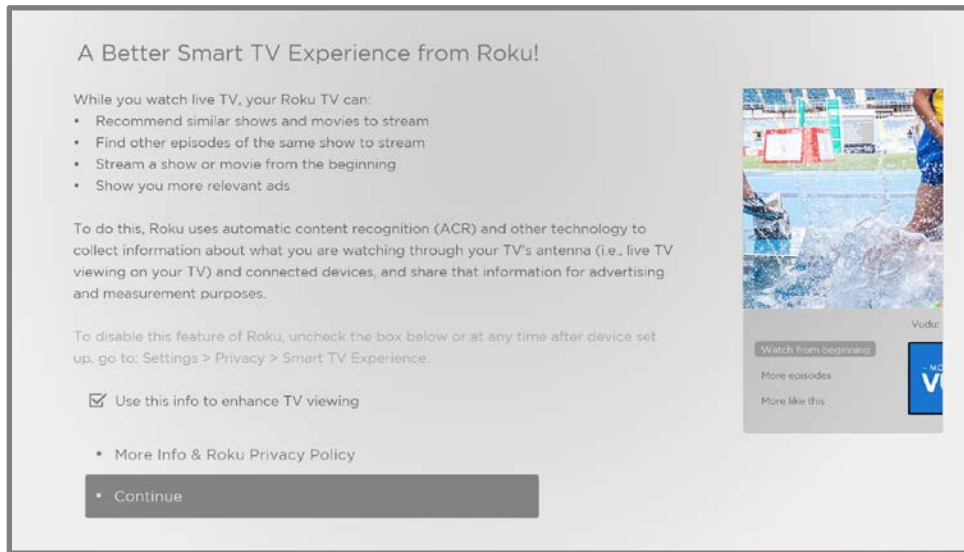 A Better Smart TV Experience from Roku!
While you watch live TV, your Roku TV can:
• Recommend similar shows and movies to stream
• Find other episodes of the same show to stream
• Stream a show or movie from the beginning
• Show you more relevant ads
To do this, Roku uses automatic content recognition (ACR) and other technology to
collect information about what you are watching through your TV's antenna (i.e., live TV
viewing on your TV) and connected devices, and share that information for advertising
and measurement purposes.
To disable this feature of Roku, uncheck the box below or at any time after device set
up, go to: Settings > Privacy > Smart TV Experience.
Use this info to enhance TV viewing
• More Info & Roku Privacy Policy
• Continue
Vudu:
Watch from beginning
More episodes
More like this